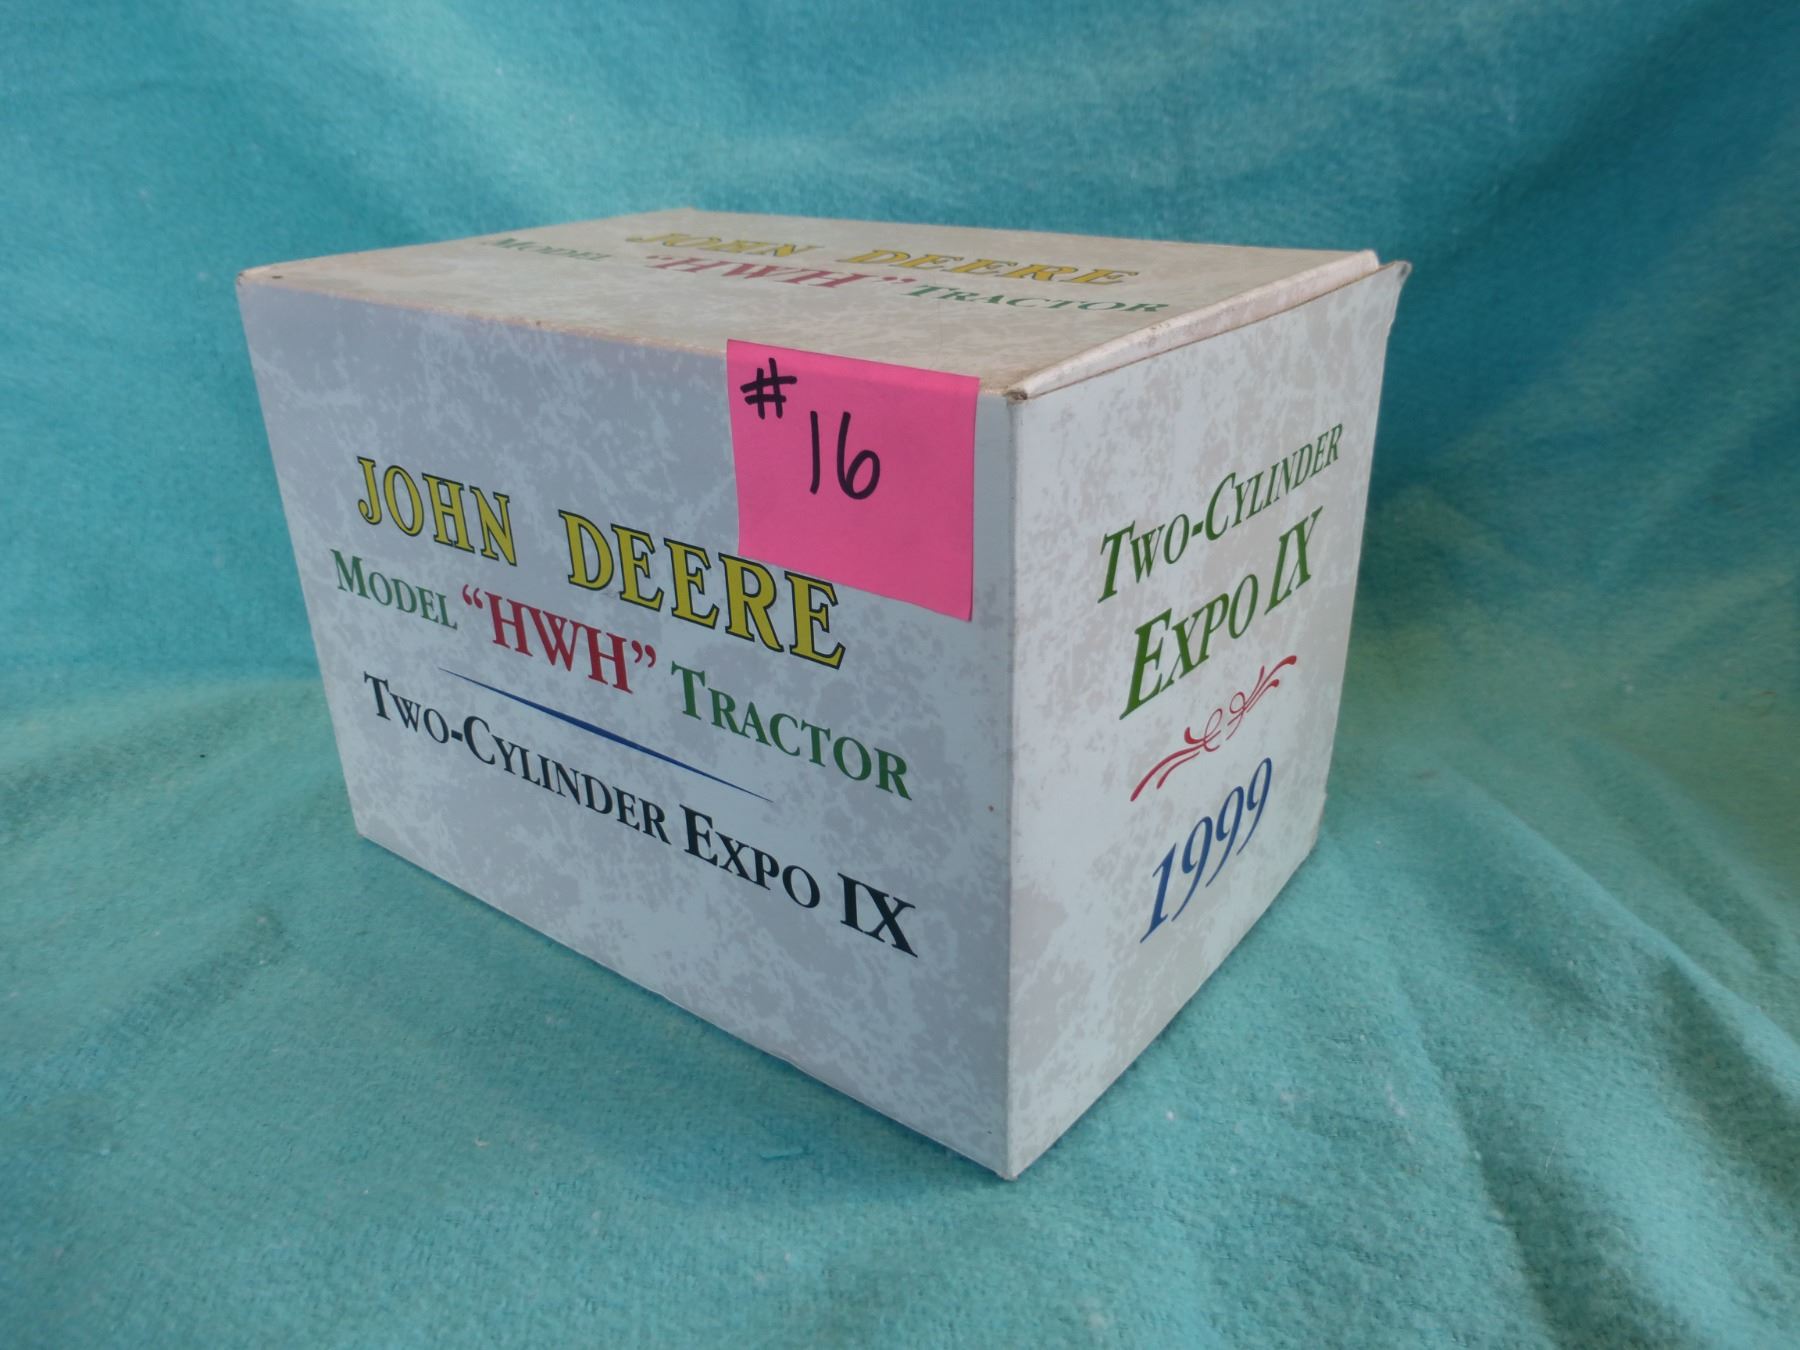 JOHN DEERE
MODEL "HWH" TRACTOR
# 16
JOHN DEERE
MODEL "HWH" TRACTOR
TWO-CYLINDER EXPO IX
TWO-CYLINDER
EXPO IX
1999